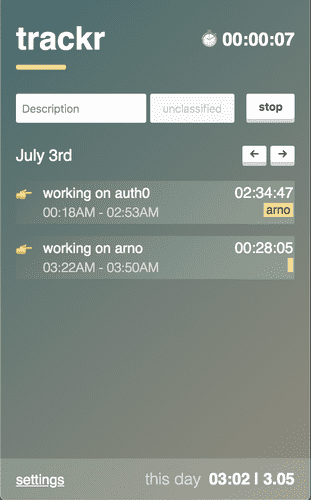 trackr
00:00:07
Description
unclassified
stop
July 3rd
← →
working on auth0 02:34:47
00:18AM - 02:53AM arno
working on arno 00:28:05
03:22AM - 03:50AM
settings this day 03:02 | 3.05